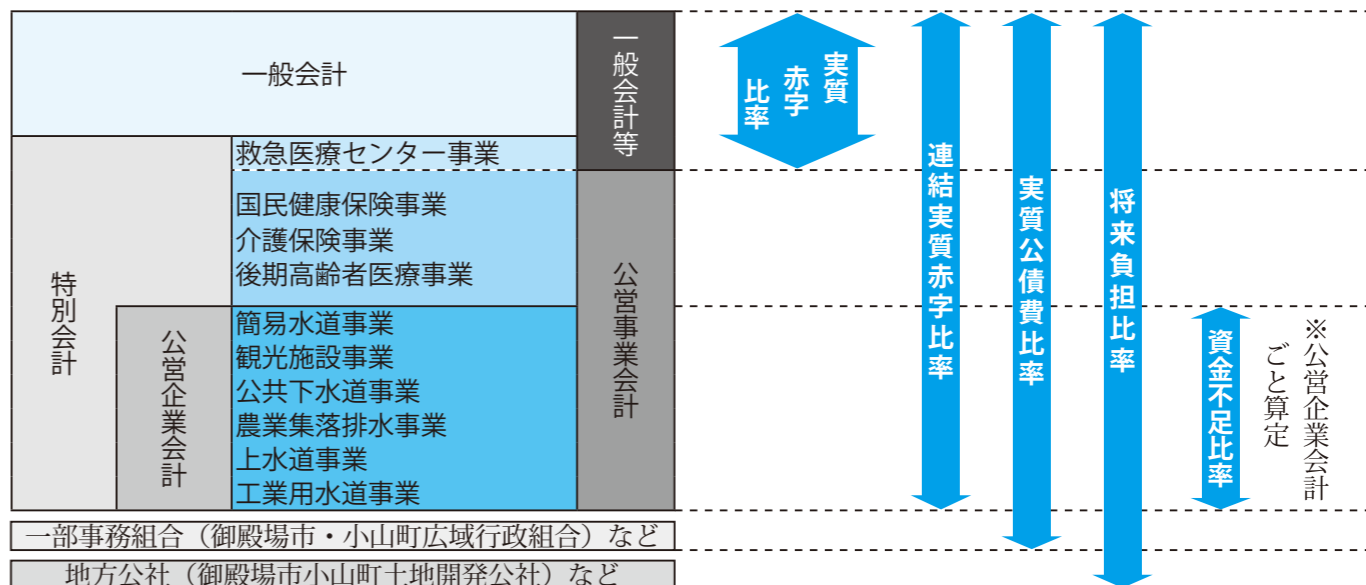 一般会計
一般会計等
実質
赤字
比率
連結実質赤字比率
実質公債費比率
将来負担比率
特別会計
救急医療センター事業
国民健康保険事業
介護保険事業
後期高齢者医療事業
公営事業会計
公営企業会計
簡易水道事業
観光施設事業
公共下水道事業
農業集落排水事業
上水道事業
工業用水道事業
資金不足比率
※公営企業会計
ごと算定
一部事務組合（御殿場市・小山町広域行政組合）など
地方公社（御殿場市小山町土地開発公社）など